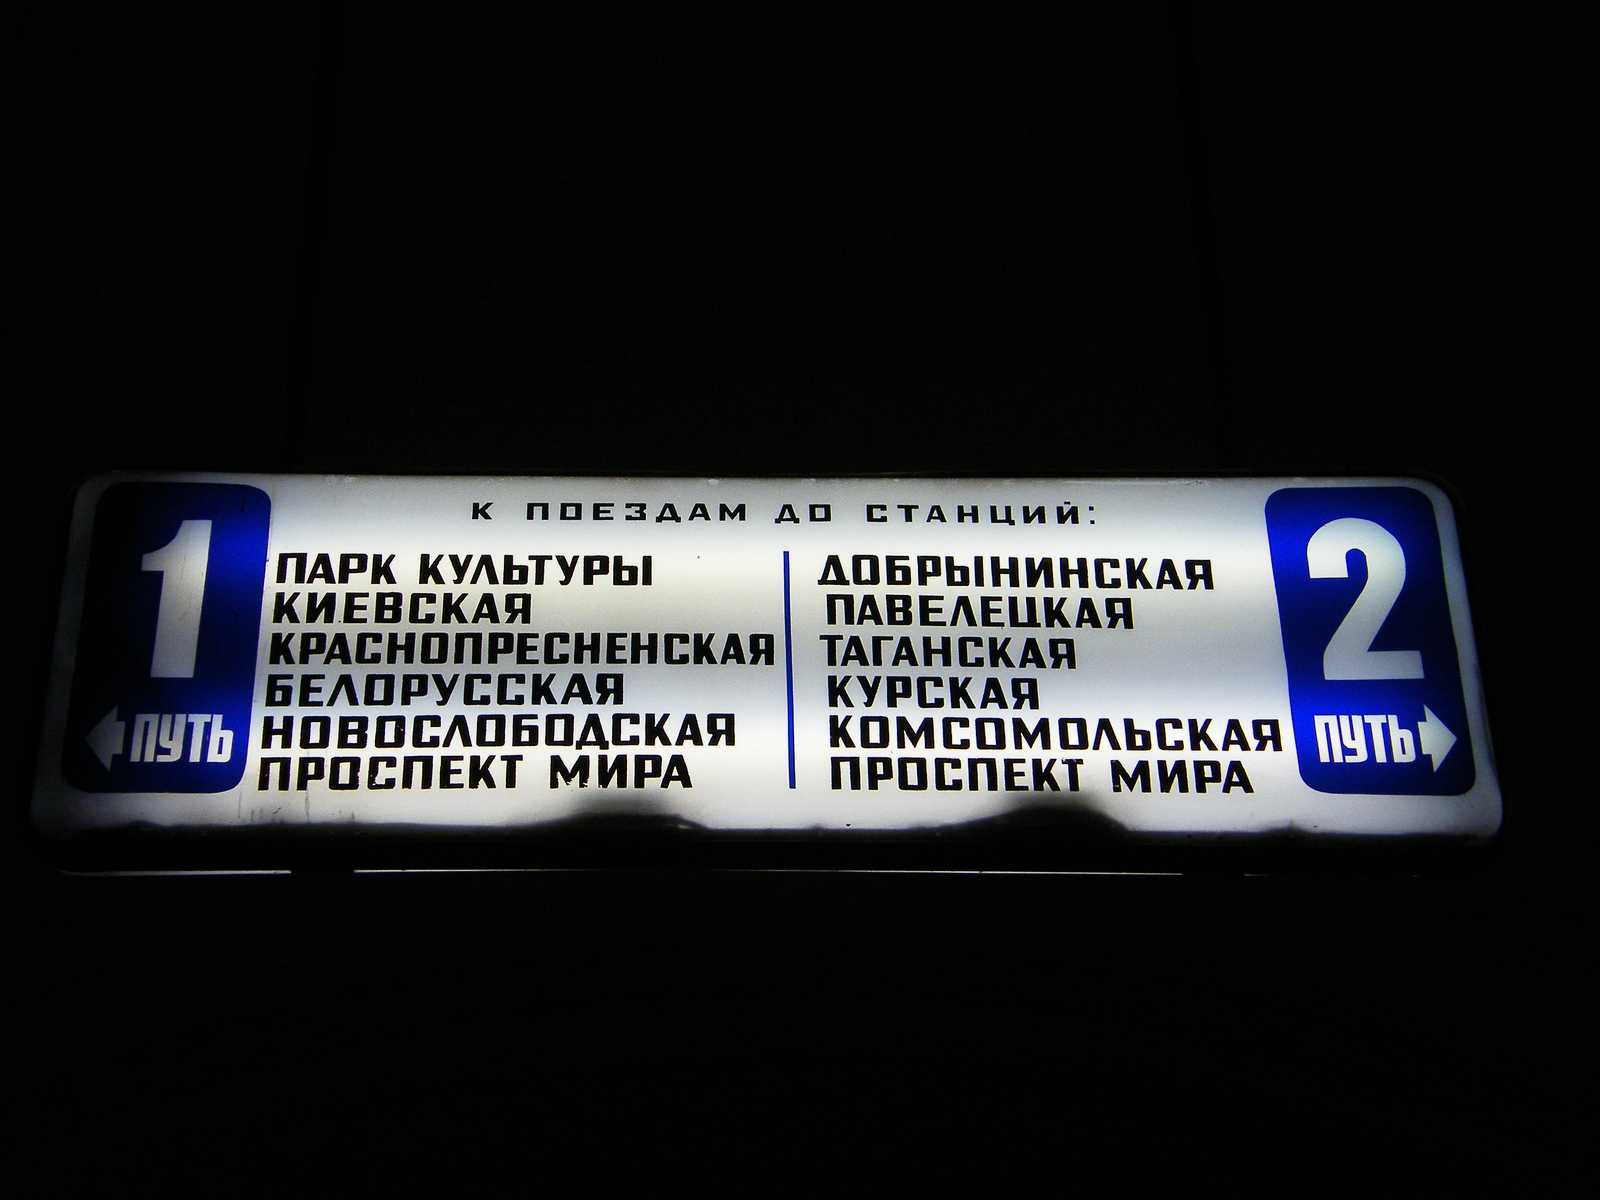 К ПОЕЗДАМ ДО СТАНЦИЙ:
1
ПУТЬ
ПАРК КУЛЬТУРЫ
КИЕВСКАЯ
КРАСНОПРЕСНЕНСКАЯ
БЕЛОРУССКАЯ
НОВОСЛОБОДСКАЯ
ПРОСПЕКТ МИРА
ДОБРЫНИНСКАЯ
ПАВЕЛЕЦКАЯ
ТАГАНСКАЯ
КУРСКАЯ
КОМСОМОЛЬСКАЯ
ПРОСПЕКТ МИРА
2
ПУТЬ